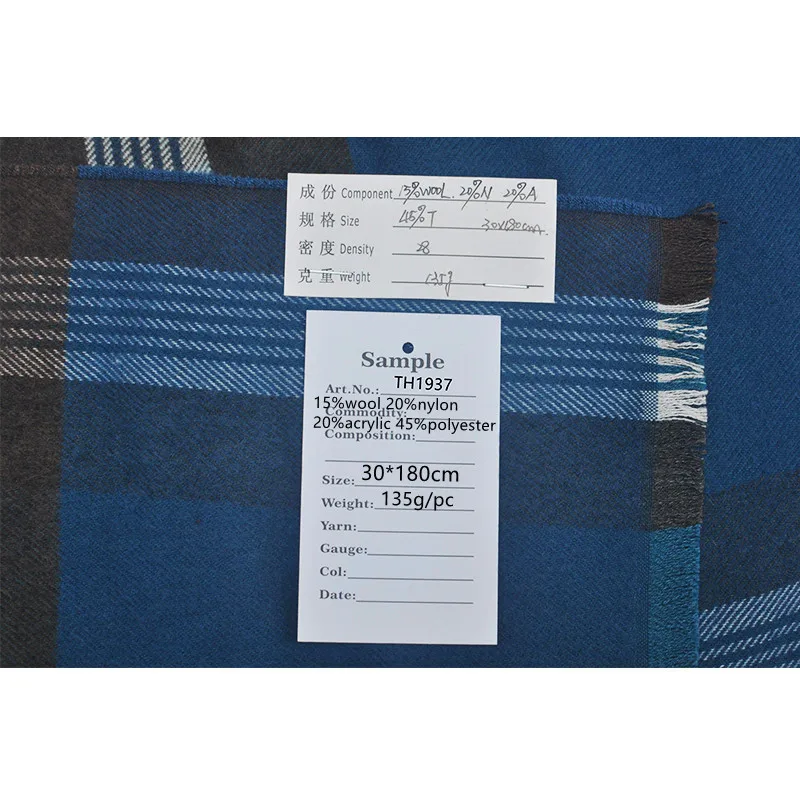 成份 Component 15%WOOL. 20%N 20%A
规格 Size 45%T 30x180cm.
密度 Density 28
克重 Weight 135g
Sample
Art.No.: TH1937
15%wool 20%nylon
Commodity:
20%acrylic 45%polyester
Composition:
Size: 30*180cm
Weight: 135g/pc
Yarn:
Gauge:
Col:
Date: